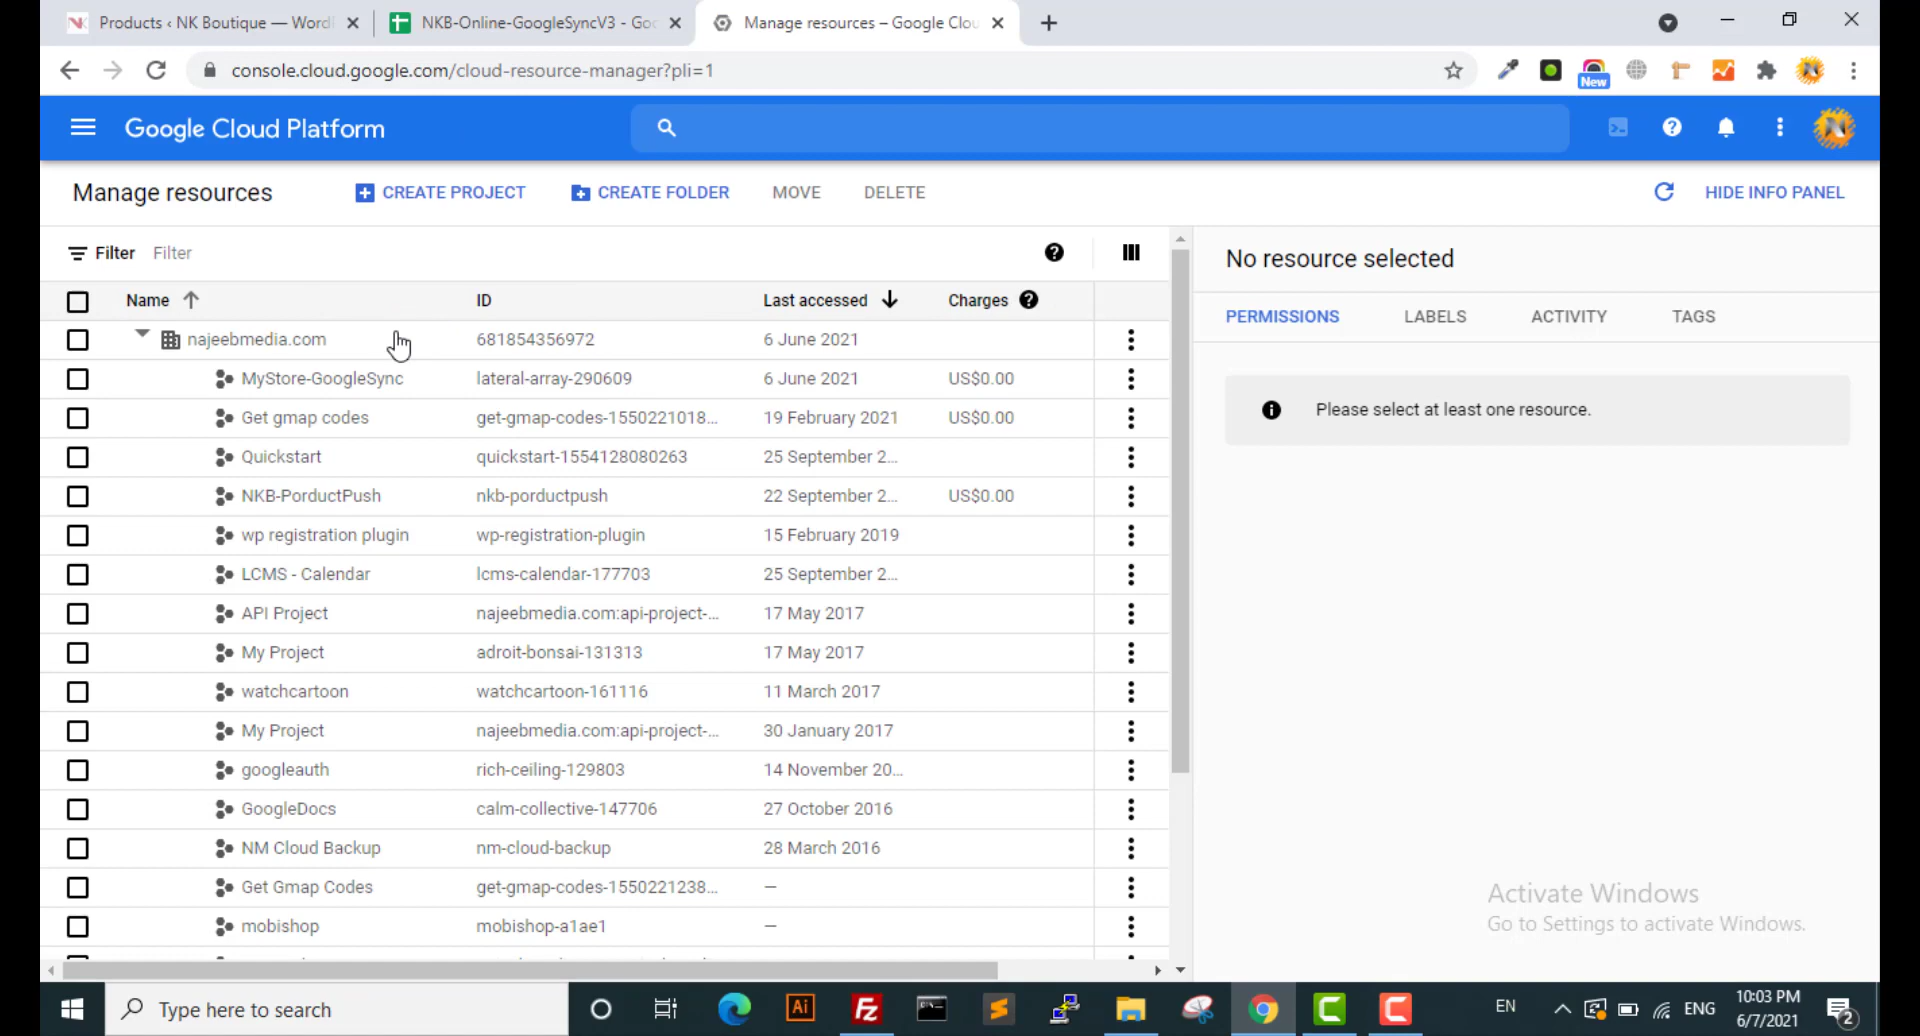 Products ‹ NK Boutique — Word
NKB-Online-GoogleSyncV3 - Goo
Manage resources – Google Clou
console.cloud.google.com/cloud-resource-manager?pli=1
New
Google Cloud Platform
Manage resources
CREATE PROJECT
CREATE FOLDER
MOVE
DELETE
HIDE INFO PANEL
Filter Filter
No resource selected
Name ID Last accessed Charges
PERMISSIONS LABELS ACTIVITY TAGS
najeebmedia.com 681854356972 6 June 2021
MyStore-GoogleSync lateral-array-290609 6 June 2021 US$0.00
Get gmap codes get-gmap-codes-1550221018... 19 February 2021 US$0.00
Please select at least one resource.
Quickstart quickstart-1554128080263 25 September 2...
NKB-PorductPush nkb-porductpush 22 September 2... US$0.00
wp registration plugin wp-registration-plugin 15 February 2019
LCMS - Calendar lcms-calendar-177703 25 September 2...
API Project najeebmedia.com:api-project-... 17 May 2017
My Project adroit-bonsai-131313 17 May 2017
watchcartoon watchcartoon-161116 11 March 2017
My Project najeebmedia.com:api-project-... 30 January 2017
googleauth rich-ceiling-129803 14 November 20...
GoogleDocs calm-collective-147706 27 October 2016
NM Cloud Backup nm-cloud-backup 28 March 2016
Get Gmap Codes get-gmap-codes-1550221238... —
mobishop mobishop-a1ae1 —
Activate Windows
Go to Settings to activate Windows.
Type here to search
Ai
Fz
EN
ENG
10:03 PM
6/7/2021
2